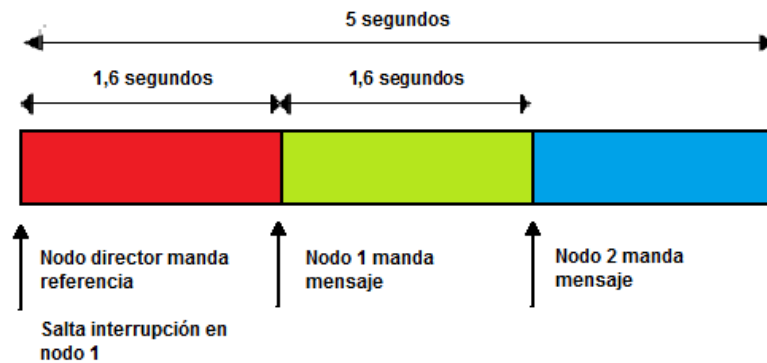 5 segundos
1,6 segundos
1,6 segundos
Nodo director manda
referencia
Salta interrupción en
nodo 1
Nodo 1 manda
mensaje
Nodo 2 manda
mensaje